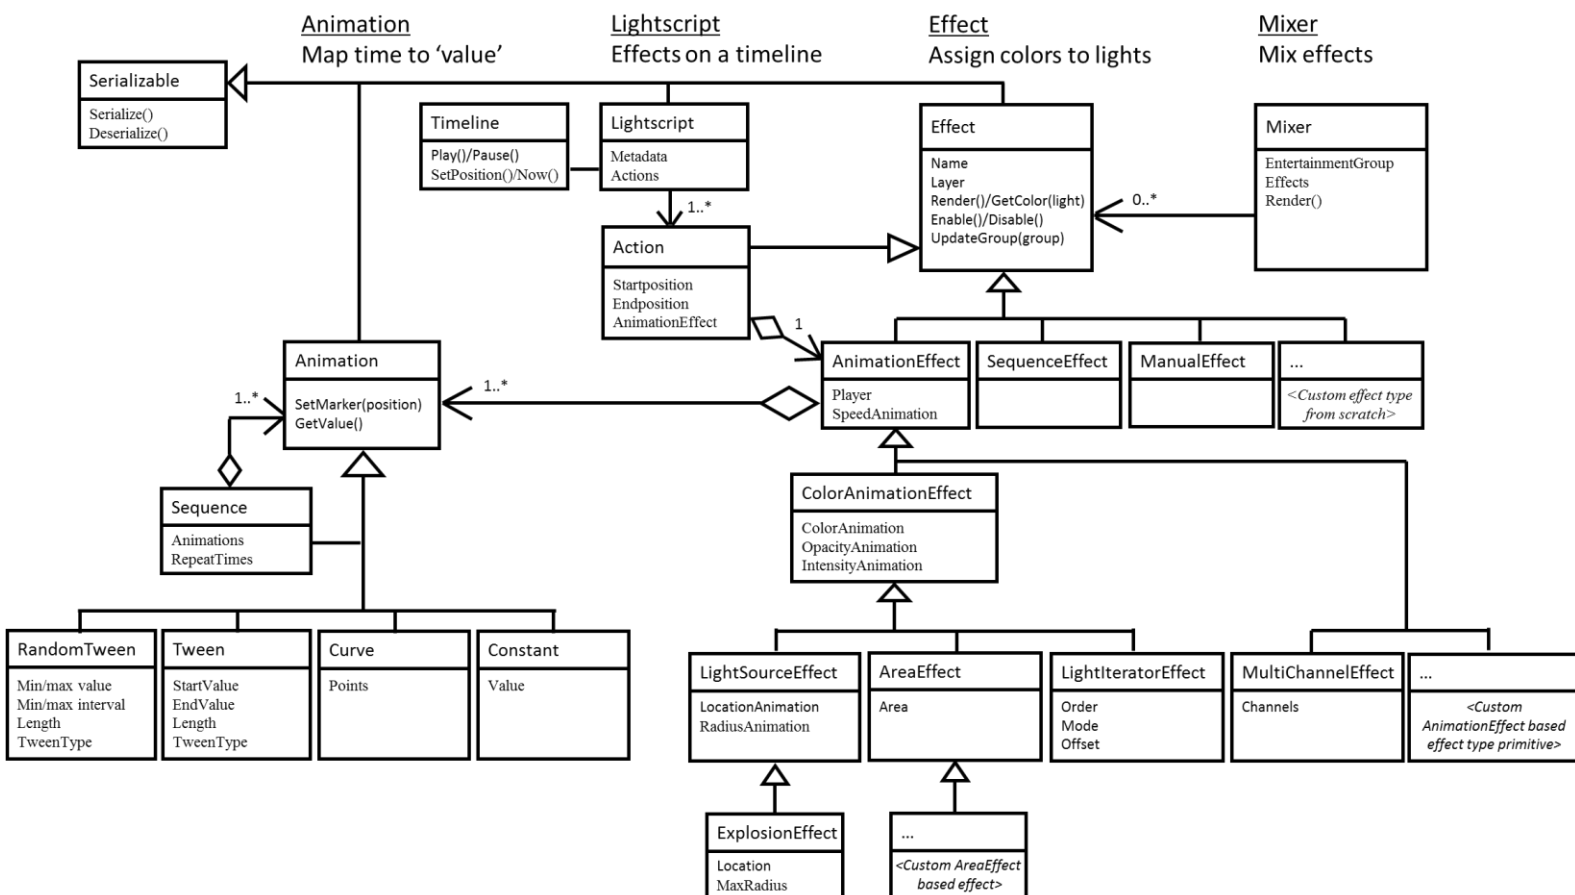 Animation
Map time to ‘value’
Lightscript
Effects on a timeline
Effect
Assign colors to lights
Mixer
Mix effects
Serializable
Serialize()
Deserialize()
Timeline
Play()/Pause()
SetPosition()/Now()
Lightscript
Metadata
Actions
Effect
Name
Layer
Render()/GetColor(light)
Enable()/Disable()
UpdateGroup(group)
Mixer
EntertainmentGroup
Effects
Render()
0..*
1..*
Action
Startposition
Endposition
AnimationEffect
1
Animation
SetMarker(position)
GetValue()
1..*
1..*
AnimationEffect
Player
SpeedAnimation
SequenceEffect
ManualEffect
...
<Custom effect type
from scratch>
Sequence
Animations
RepeatTimes
ColorAnimationEffect
ColorAnimation
OpacityAnimation
IntensityAnimation
RandomTween
Min/max value
Min/max interval
Length
TweenType
Tween
StartValue
EndValue
Length
TweenType
Curve
Points
Constant
Value
LightSourceEffect
LocationAnimation
RadiusAnimation
AreaEffect
Area
LightIteratorEffect
Order
Mode
Offset
MultiChannelEffect
Channels
...
<Custom
AnimationEffect based
effect type primitive>
ExplosionEffect
Location
MaxRadius
...
<Custom AreaEffect
based effect>